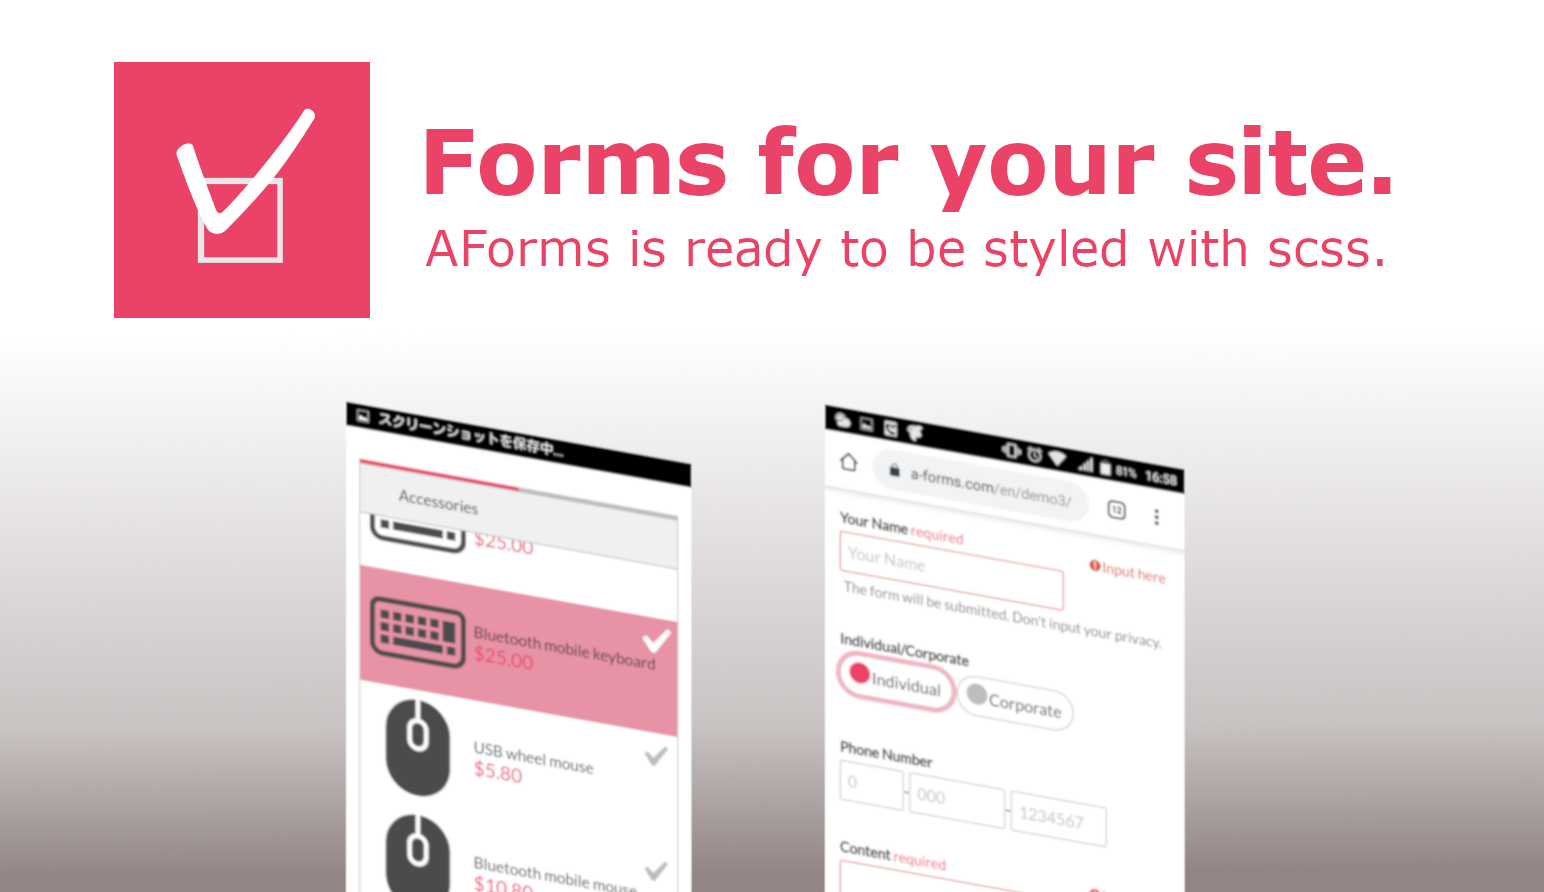 Forms for your site.
AForms is ready to be styled with scss.
スクリーンショットを保存中...
Accessories
$25.00
Bluetooth mobile keyboard
$25.00
USB wheel mouse
$5.80
Bluetooth mobile mouse
$10.80
81% 16:58
a-forms.com/en/demo3/
12
Your Name required
Your Name
Input here
The form will be submitted. Don't input your privacy.
Individual/Corporate
Individual Corporate
Phone Number
0 - 000 - 1234567
Content required